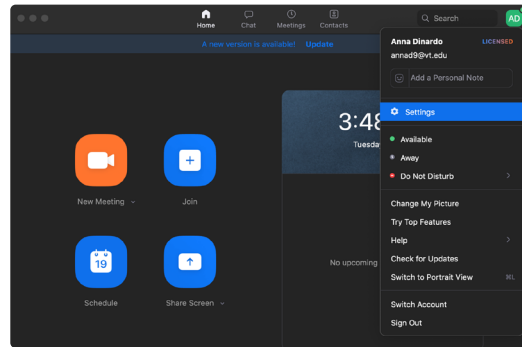 Home
Chat
Meetings
Contacts
Search
AD
A new version is available! Update
Anna Dinardo LICENSED
annad9@vt.edu
Add a Personal Note
Settings
Available
Away
Do Not Disturb
Change My Picture
Try Top Features
Help
Check for Updates
Switch to Portrait View ⌘L
Switch Account
Sign Out
3:48
Tuesday
New Meeting
Join
19
Schedule
Share Screen
No upcoming